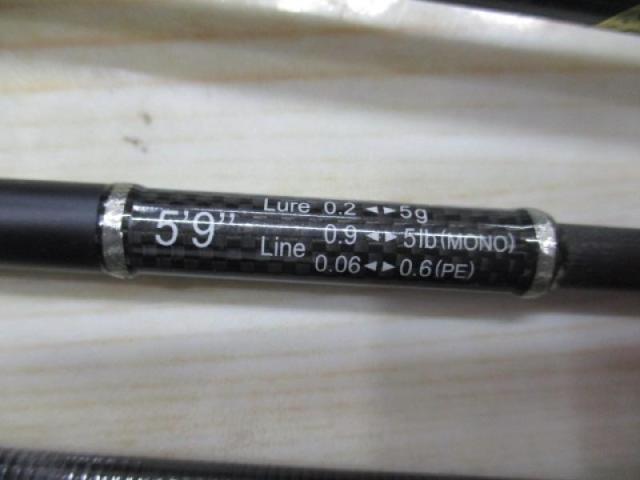 5'9"
Lure 0.2 ◄► 5g
Line 0.9 ◄► 5lb(MONO)
0.06 ◄► 0.6(PE)